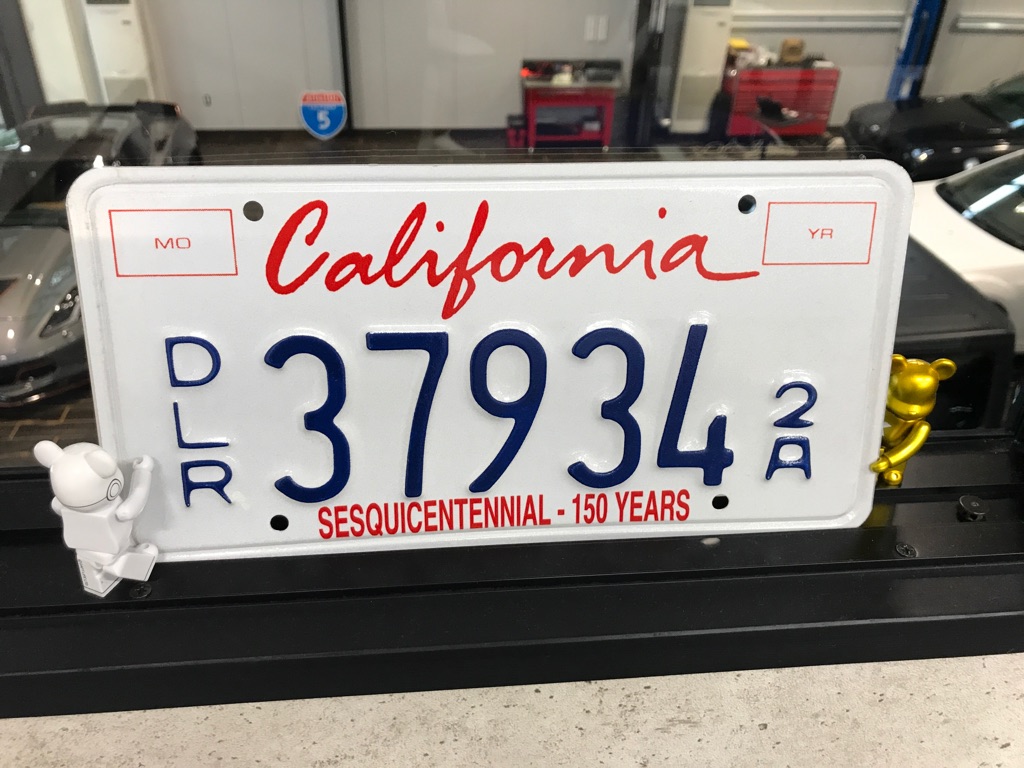 5
MO
California
YR
DLR
37934
2A
SESQUICENTENNIAL - 150 YEARS